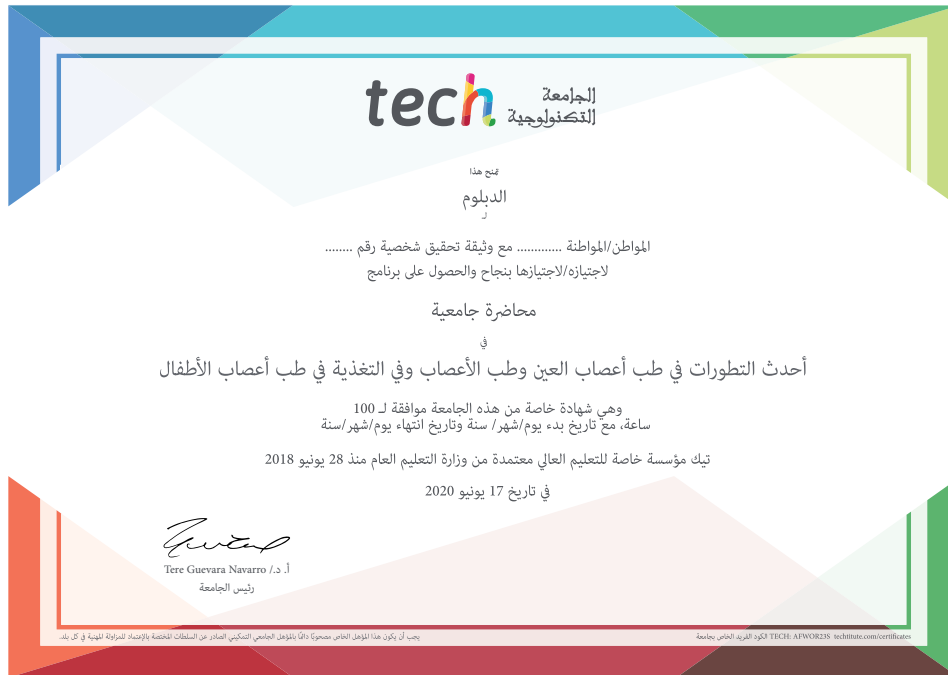 tech الجامعة
التكنولوجية
تمنح هذا
الدبلوم
لـ
المواطن/المواطنة ............. مع وثيقة تحقيق شخصية رقم ........
لاجتيازه/لاجتيازها بنجاح والحصول على برنامج
محاضرة جامعية
في
أحدث التطورات في طب أعصاب العين وطب الأعصاب وفي التغذية في طب أعصاب الأطفال
وهي شهادة خاصة من هذه الجامعة موافقة لـ 100
ساعة، مع تاريخ بدء يوم/شهر/ سنة وتاريخ انتهاء يوم/شهر/سنة
تيك مؤسسة خاصة للتعليم العالي معتمدة من وزارة التعليم العام منذ 28 يونيو 2018
في تاريخ 17 يونيو 2020
أ. د./ Tere Guevara Navarro
رئيس الجامعة
يجب أن يكون هذا المؤهل الخاص مصحوبًا دائمًا بالمؤهل الجامعي التمكيني الصادر عن السلطات المختصة بالإعتماد للمزاولة المهنية في كل بلد.
الكود الفريد الخاص بجامعة TECH: AFWOR23S techtitute.com/certificates